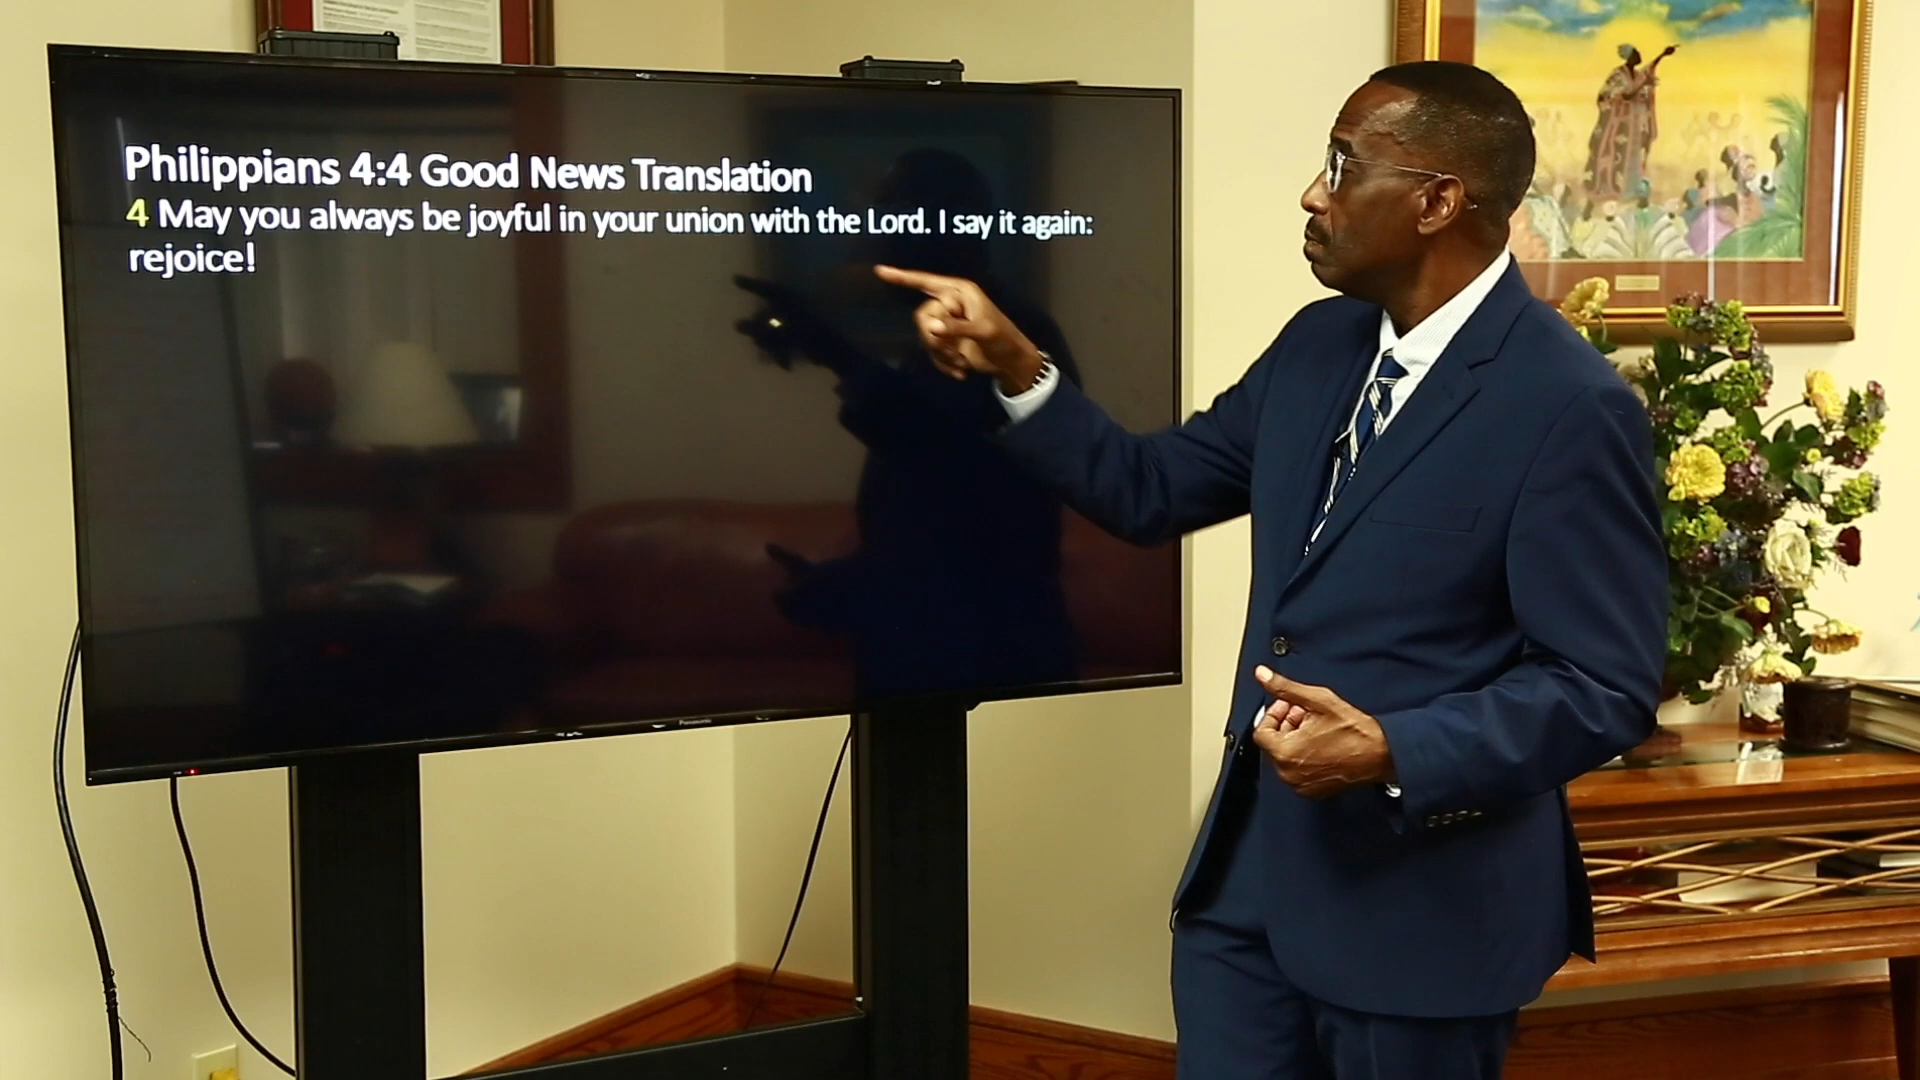 Philippians 4:4 Good News Translation
4 May you always be joyful in your union with the Lord. I say it again:
rejoice!
Panasonic